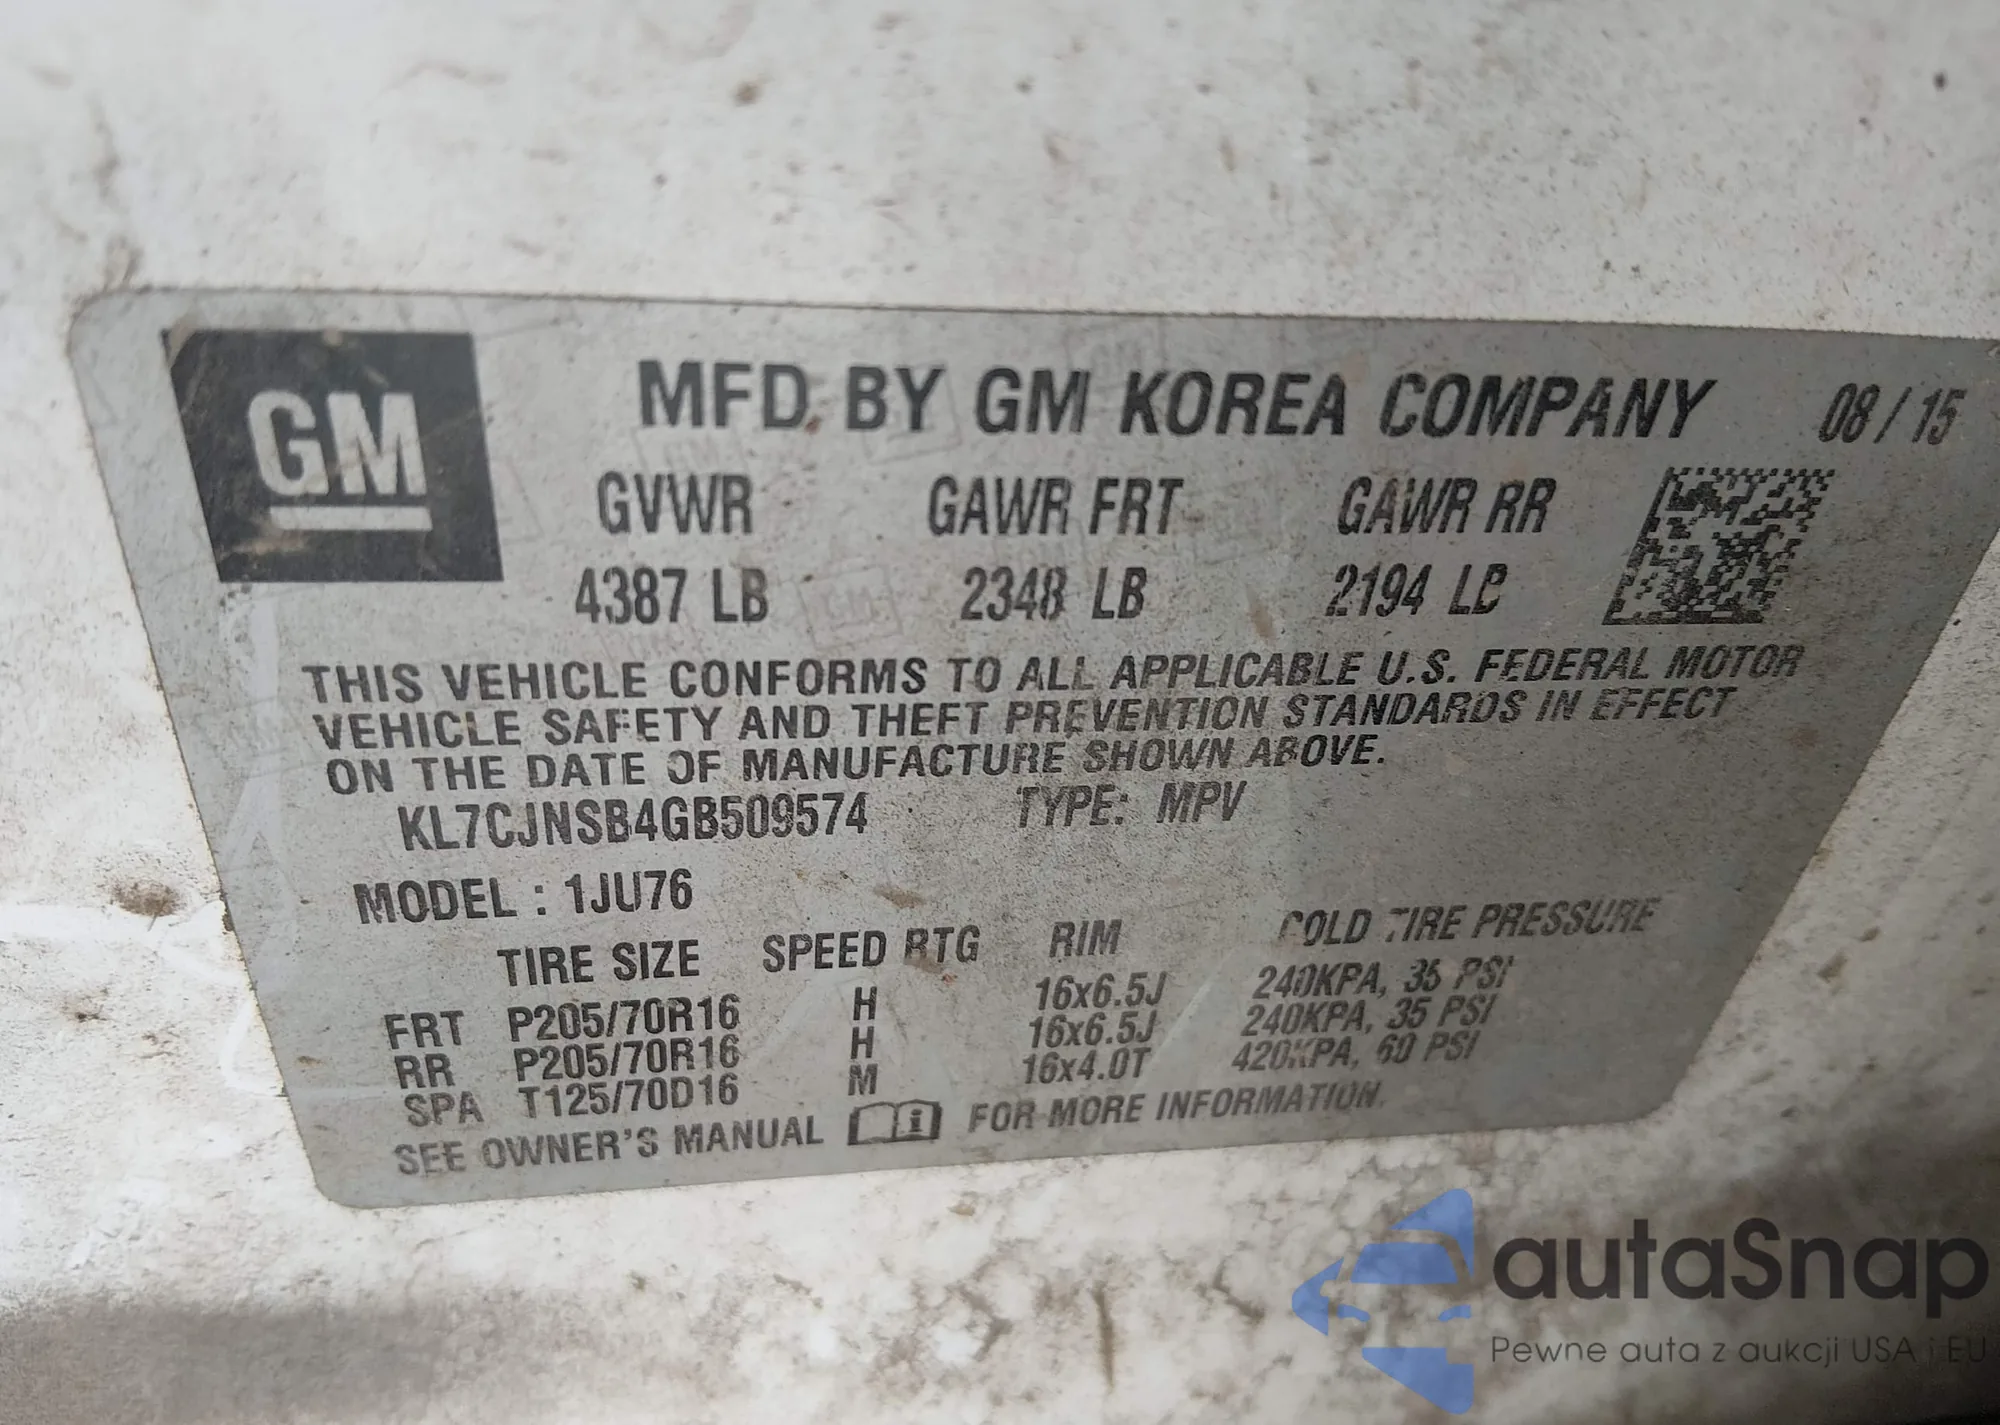 GM
MFD. BY GM KOREA COMPANY 08/15
GVWR GAWR FRT GAWR RR
4387 LB 2348 LB 2194 LB
THIS VEHICLE CONFORMS TO ALL APPLICABLE U.S. FEDERAL MOTOR
VEHICLE SAFETY AND THEFT PREVENTION STANDARDS IN EFFECT
ON THE DATE OF MANUFACTURE SHOWN ABOVE.
KL7CJNSB4GB509574 TYPE: MPV
MODEL : 1JU76
TIRE SIZE SPEED RTG RIM COLD TIRE PRESSURE
FRT P205/70R16 H 16x6.5J 240KPA, 35 PSI
RR P205/70R16 H 16x6.5J 240KPA, 35 PSI
SPA T125/70D16 M 16x4.0T 420KPA, 60 PSI
SEE OWNER'S MANUAL i FOR MORE INFORMATION.
autaSnap
Pewne auta z aukcji USA i EU